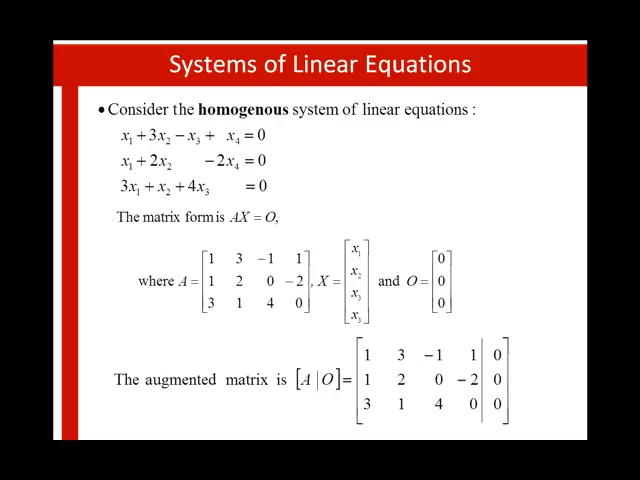 Systems of Linear Equations
• Consider the homogenous system of linear equations :
x₁ + 3x₂ − x₃ + x₄ = 0
x₁ + 2x₂ − 2x₄ = 0
3x₁ + x₂ + 4x₃ = 0
The matrix form is AX = O,
where A = [1 3 −1 1; 1 2 0 −2; 3 1 4 0], X = [x₁; x₂; x₃; x₃] and O = [0; 0; 0]
The augmented matrix is [A | O] = [1 3 −1 1 | 0; 1 2 0 −2 | 0; 3 1 4 0 | 0]